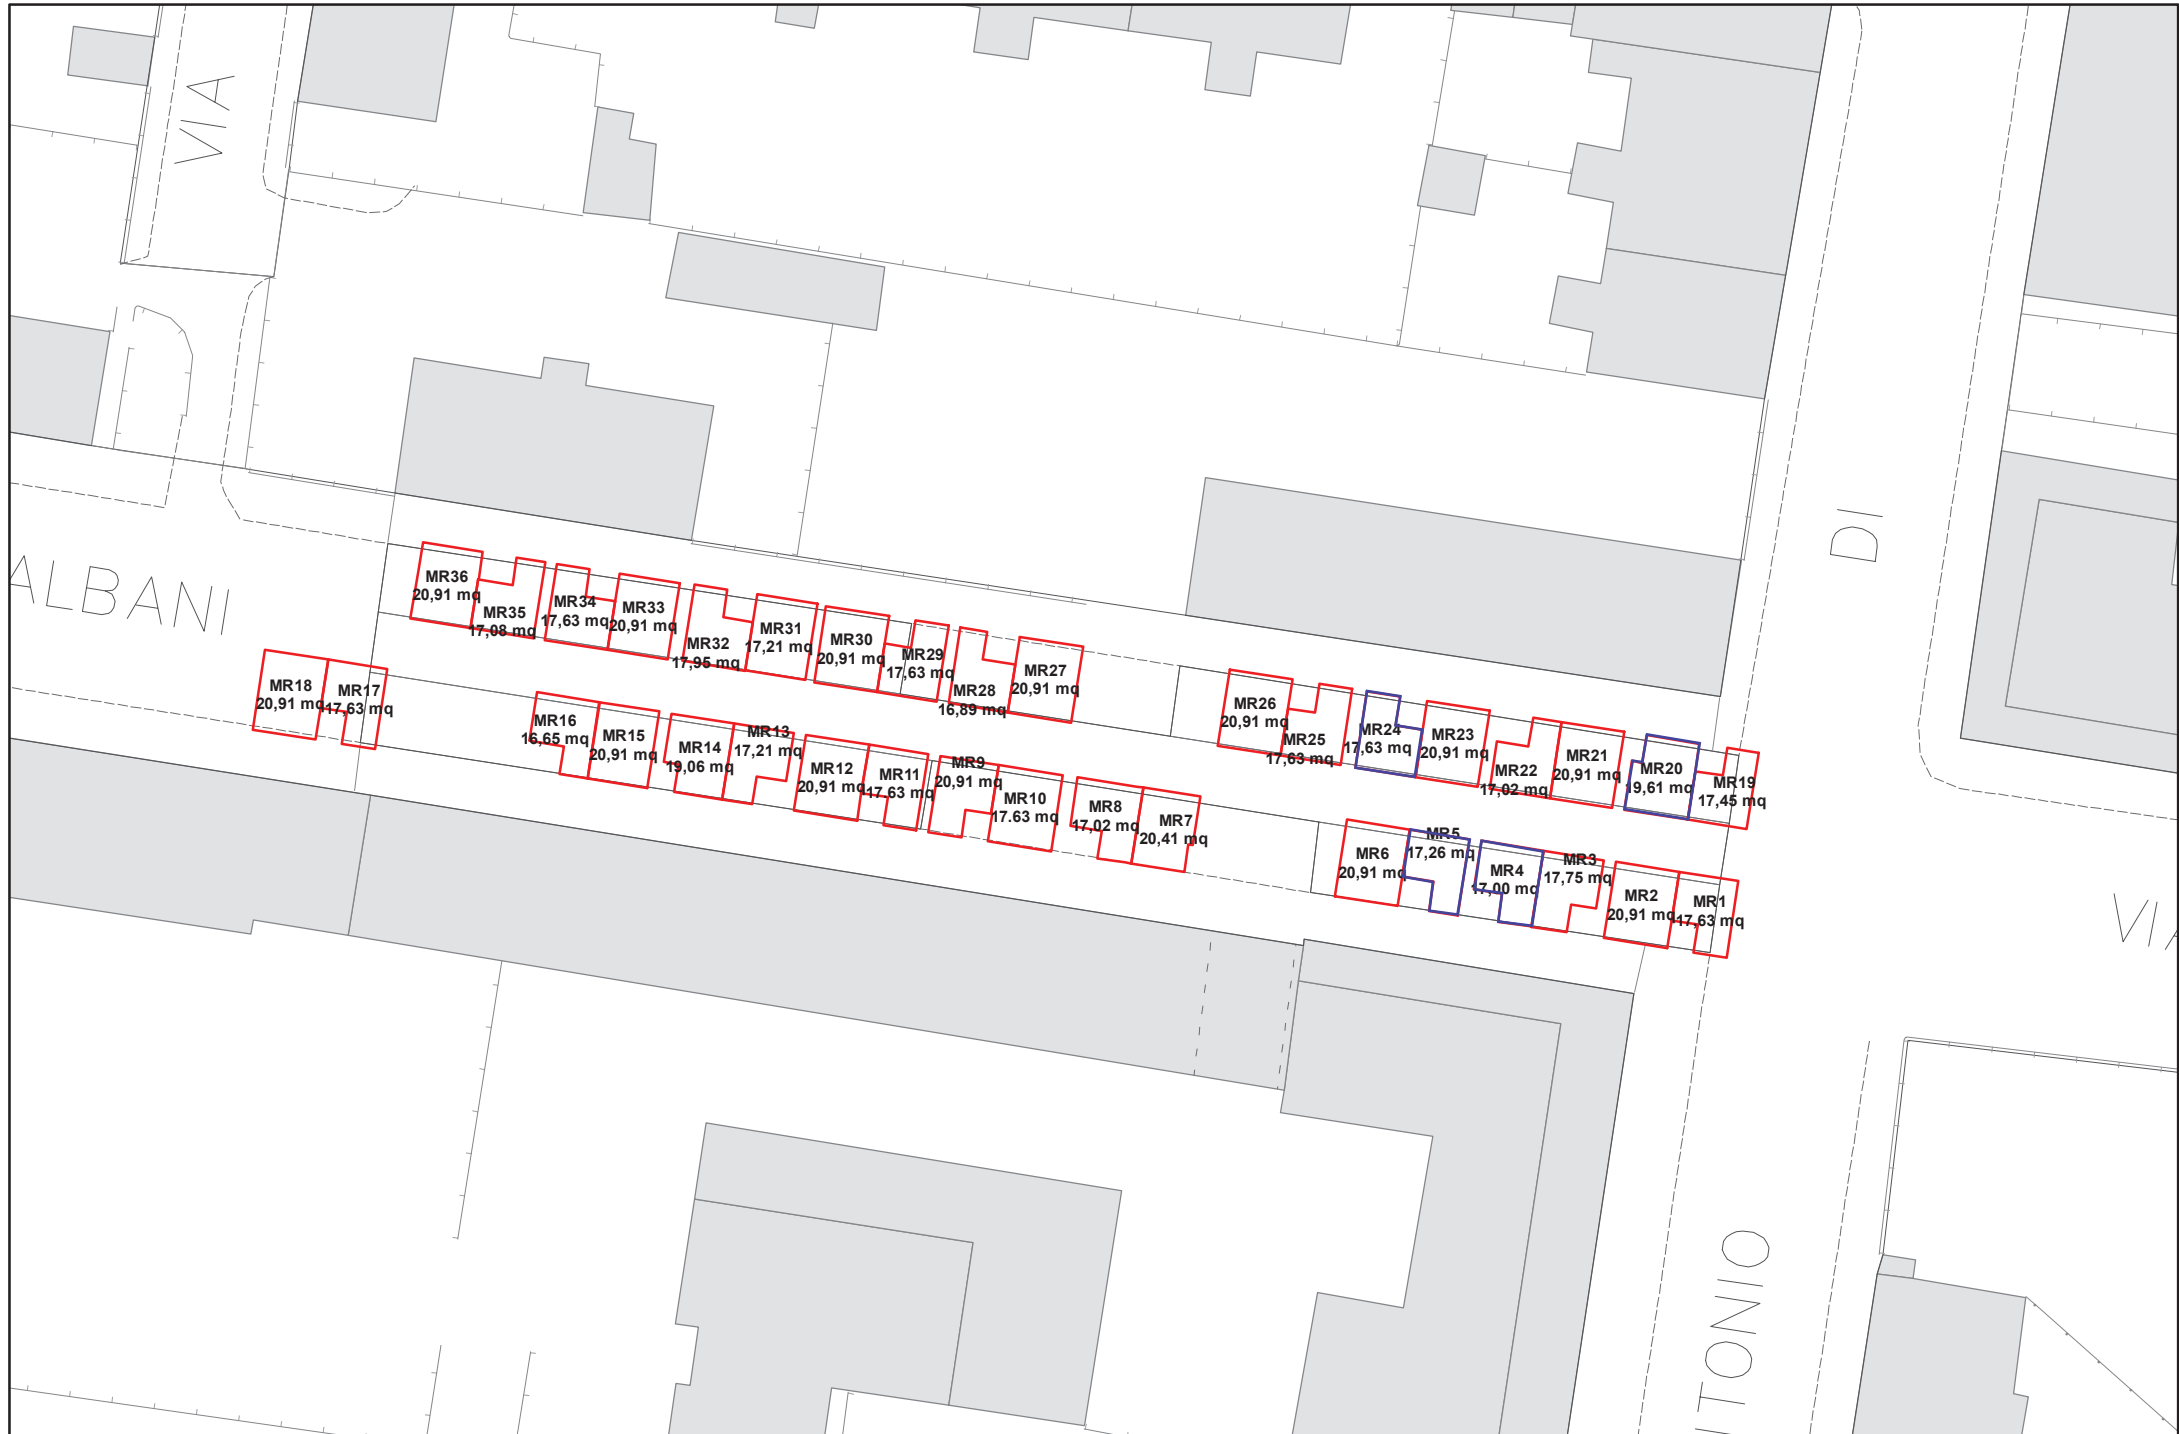 VIA
DI
ALBANI
MR36
20,91 mq
MR35
17,08 mq
MR34
17,63 mq
MR33
20,91 mq
MR32
17,95 mq
MR31
17,21 mq
MR30
20,91 mq
MR29
17,63 mq
MR28
16,89 mq
MR27
20,91 mq
MR26
20,91 mq
MR25
17,63 mq
MR24
17,63 mq
MR23
20,91 mq
MR22
17,02 mq
MR21
20,91 mq
MR20
19,61 mq
MR19
17,45 mq
MR18
20,91 mq
MR17
17,63 mq
MR16
16,65 mq
MR15
20,91 mq
MR14
19,06 mq
MR13
17,21 mq
MR12
20,91 mq
MR11
17,63 mq
MR9
20,91 mq
MR10
17.63 mq
MR8
17,02 mq
MR7
20,41 mq
MR6
20,91 mq
MR5
17,26 mq
MR4
17,00 mq
MR3
17,75 mq
MR2
20,91 mq
MR1
17,63 mq
VIA
TONIO